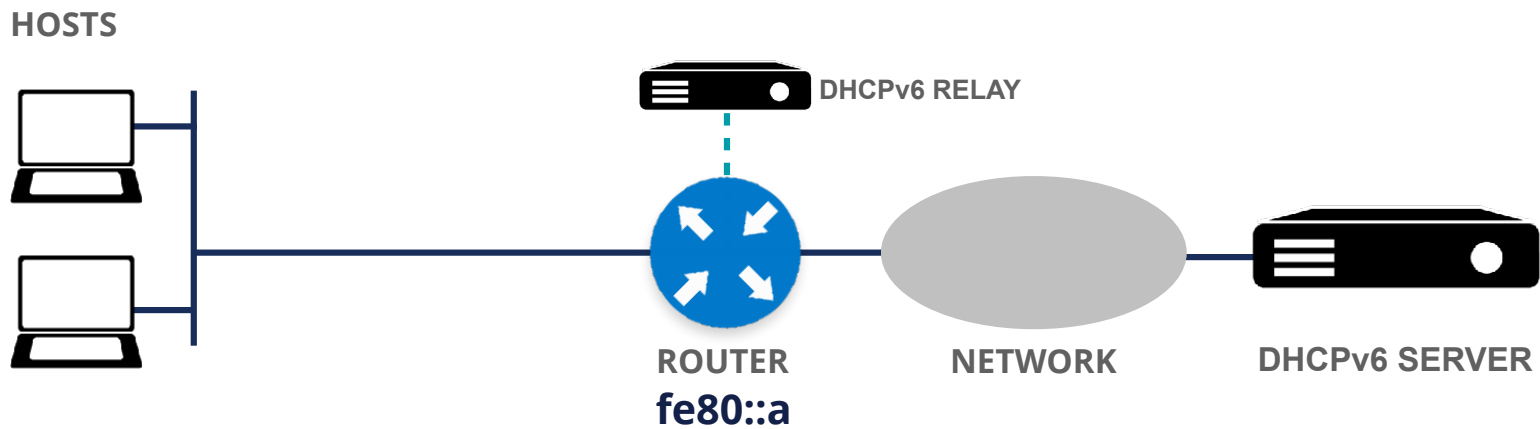 HOSTS
DHCPv6 RELAY
ROUTER
fe80::a
NETWORK
DHCPv6 SERVER